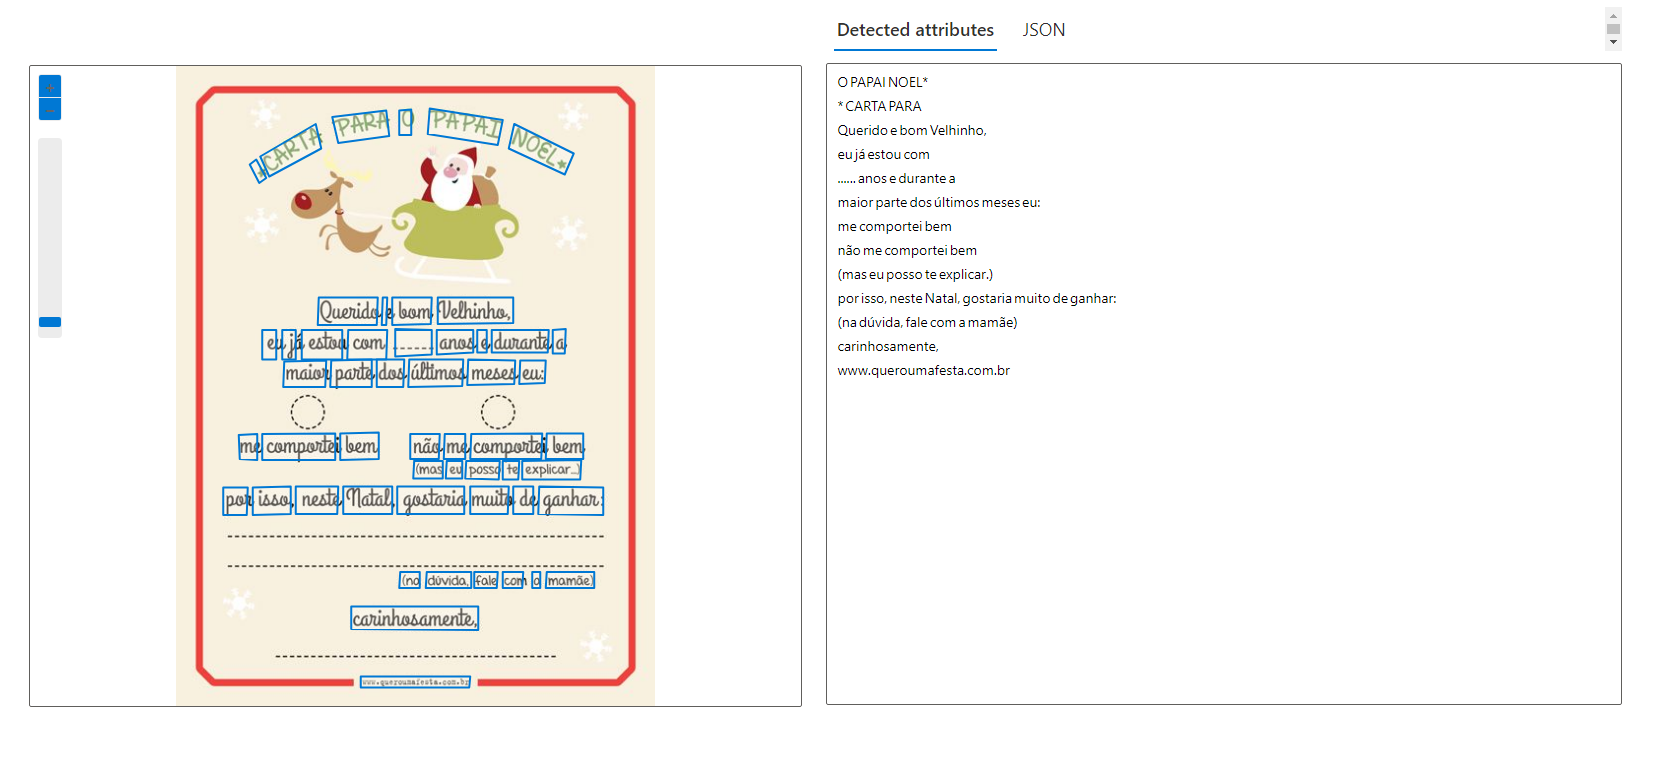 Detected attributes JSON
+
-
*CARTA PARA O PAPAI NOEL*
Querido e bom Velhinho,
eu já estou com ...... anos e durante a
maior parte dos últimos meses eu:
me comportei bem
não me comportei bem
(mas eu posso te explicar...)
por isso, neste Natal, gostaria muito de ganhar:
(na dúvida, fale com a mamãe)
carinhosamente,
www.queroumafesta.com.br
O PAPAI NOEL*
* CARTA PARA
Querido e bom Velhinho,
eu já estou com
...... anos e durante a
maior parte dos últimos meses eu:
me comportei bem
não me comportei bem
(mas eu posso te explicar.)
por isso, neste Natal, gostaria muito de ganhar:
(na dúvida, fale com a mamãe)
carinhosamente,
www.queroumafesta.com.br